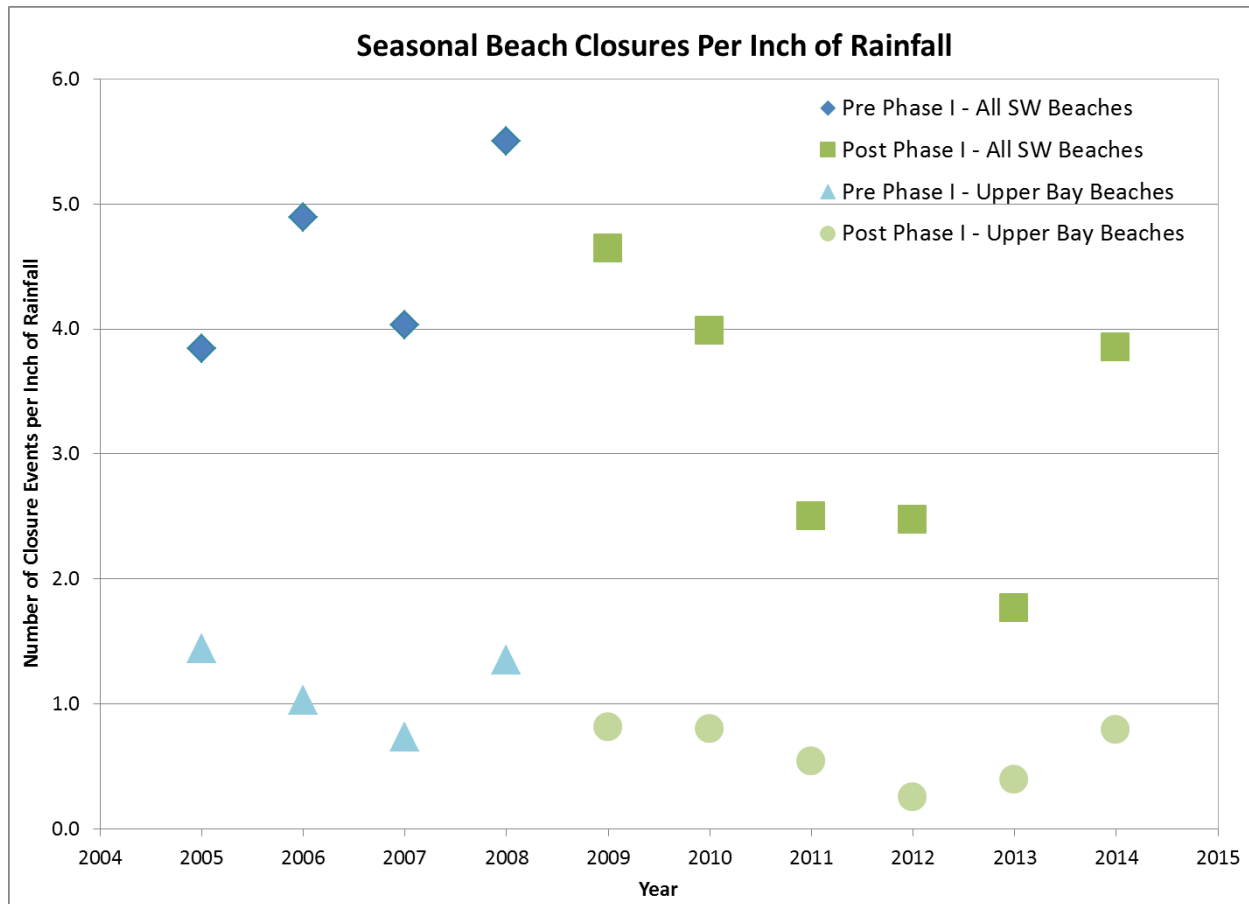 Seasonal Beach Closures Per Inch of Rainfall
6.0
5.0
4.0
3.0
2.0
1.0
0.0
Number of Closure Events per Inch of Rainfall
Pre Phase I - All SW Beaches
Post Phase I - All SW Beaches
Pre Phase I - Upper Bay Beaches
Post Phase I - Upper Bay Beaches
2004 2005 2006 2007 2008 2009 2010 2011 2012 2013 2014 2015
Year